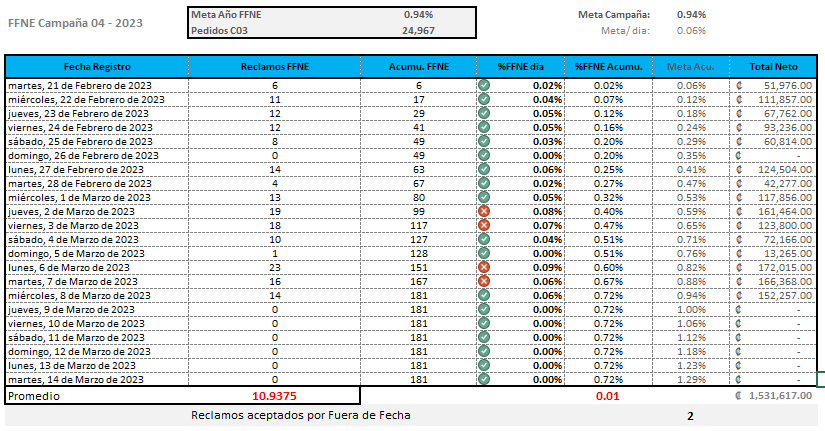 FFNE Campaña 04 - 2023
Meta Año FFNE 0.94%
Pedidos C03 24,967
Meta Campaña: 0.94%
Meta/ dia: 0.06%
Fecha Registro Reclamos FFNE Acumu. FFNE %FFNE dia %FFNE Acumu. Meta Acu. Total Neto
martes, 21 de Febrero de 2023 6 6 0.02% 0.02% 0.06% ₡ 51,976.00
miércoles, 22 de Febrero de 2023 11 17 0.04% 0.07% 0.12% ₡ 111,857.00
jueves, 23 de Febrero de 2023 12 29 0.05% 0.12% 0.18% ₡ 67,762.00
viernes, 24 de Febrero de 2023 12 41 0.05% 0.16% 0.24% ₡ 93,236.00
sábado, 25 de Febrero de 2023 8 49 0.03% 0.20% 0.29% ₡ 60,814.00
domingo, 26 de Febrero de 2023 0 49 0.00% 0.20% 0.35% ₡ -
lunes, 27 de Febrero de 2023 14 63 0.06% 0.25% 0.41% ₡ 124,504.00
martes, 28 de Febrero de 2023 4 67 0.02% 0.27% 0.47% ₡ 42,277.00
miércoles, 1 de Marzo de 2023 13 80 0.05% 0.32% 0.53% ₡ 117,856.00
jueves, 2 de Marzo de 2023 19 99 0.08% 0.40% 0.59% ₡ 161,464.00
viernes, 3 de Marzo de 2023 18 117 0.07% 0.47% 0.65% ₡ 123,800.00
sábado, 4 de Marzo de 2023 10 127 0.04% 0.51% 0.71% ₡ 72,166.00
domingo, 5 de Marzo de 2023 1 128 0.00% 0.51% 0.76% ₡ 13,265.00
lunes, 6 de Marzo de 2023 23 151 0.09% 0.60% 0.82% ₡ 172,015.00
martes, 7 de Marzo de 2023 16 167 0.06% 0.67% 0.88% ₡ 166,368.00
miércoles, 8 de Marzo de 2023 14 181 0.06% 0.72% 0.94% ₡ 152,257.00
jueves, 9 de Marzo de 2023 0 181 0.00% 0.72% 1.00% ₡ -
viernes, 10 de Marzo de 2023 0 181 0.00% 0.72% 1.06% ₡ -
sábado, 11 de Marzo de 2023 0 181 0.00% 0.72% 1.12% ₡ -
domingo, 12 de Marzo de 2023 0 181 0.00% 0.72% 1.18% ₡ -
lunes, 13 de Marzo de 2023 0 181 0.00% 0.72% 1.23% ₡ -
martes, 14 de Marzo de 2023 0 181 0.00% 0.72% 1.29% ₡ -
Promedio 10.9375 0.01 ₡ 1,531,617.00
Reclamos aceptados por Fuera de Fecha 2